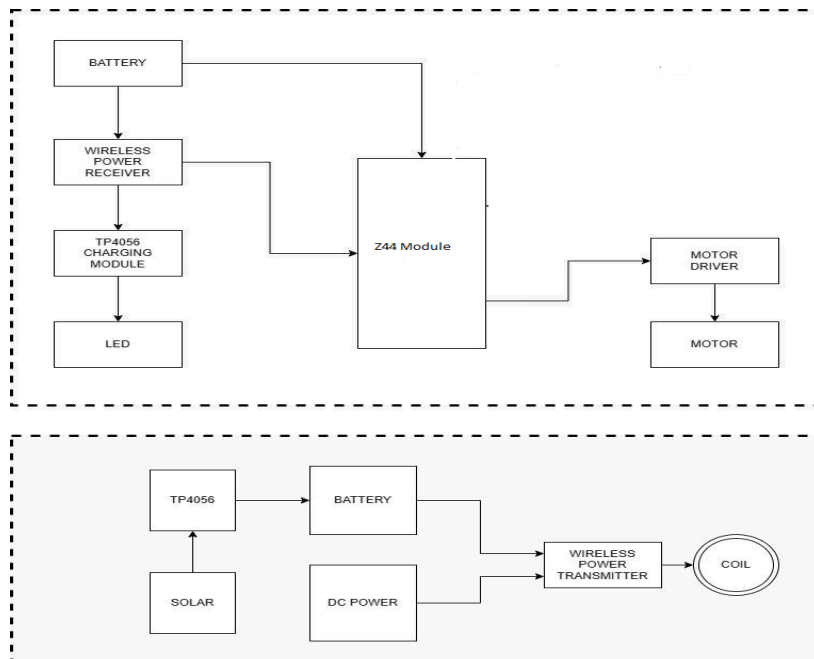 BATTERY
WIRELESS
POWER
RECEIVER
TP4056
CHARGING
MODULE
LED
Z44 Module
MOTOR
DRIVER
MOTOR
TP4056
BATTERY
SOLAR
DC POWER
WIRELESS
POWER
TRANSMITTER
COIL